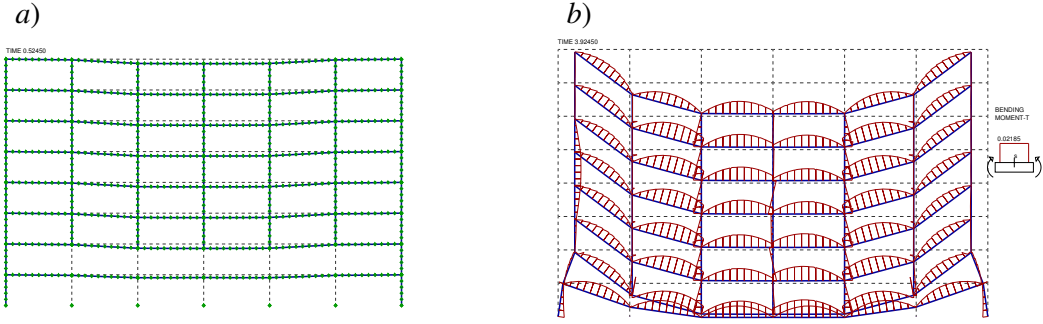 a)
b)
TIME 0.52450
TIME 3.92450
BENDING
MOMENT-T
0.02185